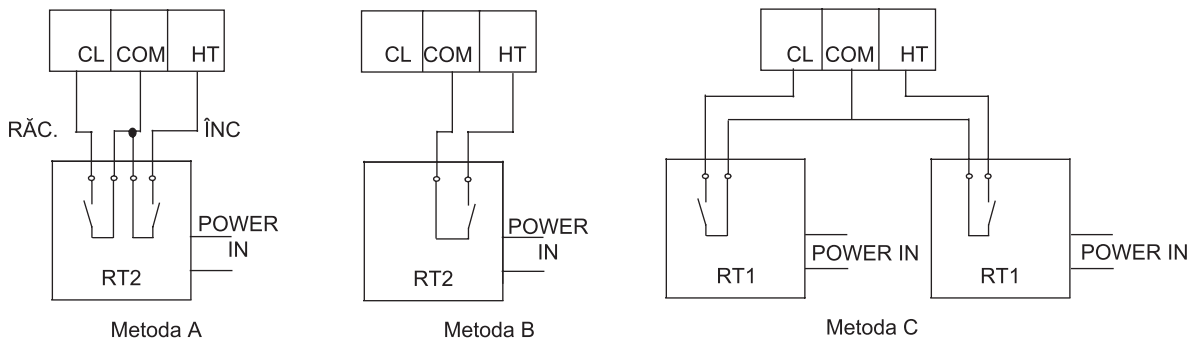 CL COM HT
RĂC. ÎNC
POWER
IN
RT2
Metoda A
CL COM HT
POWER
IN
RT2
Metoda B
CL COM HT
POWER IN
RT1
POWER IN
RT1
Metoda C